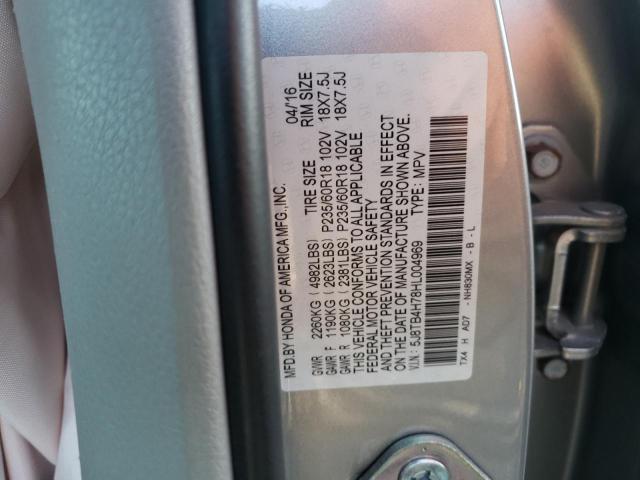 MFD.BY HONDA OF AMERICA MFG.,INC. 04/16
TIRE SIZE RIM SIZE
GVWR 2260KG (4982LBS)
GAWR F 1190KG (2623LBS) P235/60R18 102V 18X7.5J
GAWR R 1080KG (2381LBS) P235/60R18 102V 18X7.5J
THIS VEHICLE CONFORMS TO ALL APPLICABLE
FEDERAL MOTOR VEHICLE SAFETY
AND THEFT PREVENTION STANDARDS IN EFFECT
ON THE DATE OF MANUFACTURE SHOWN ABOVE.
V.I.N.: 5J8TB4H78HL004969 TYPE: MPV
TX4 H AD7 - NH830MX - B - L